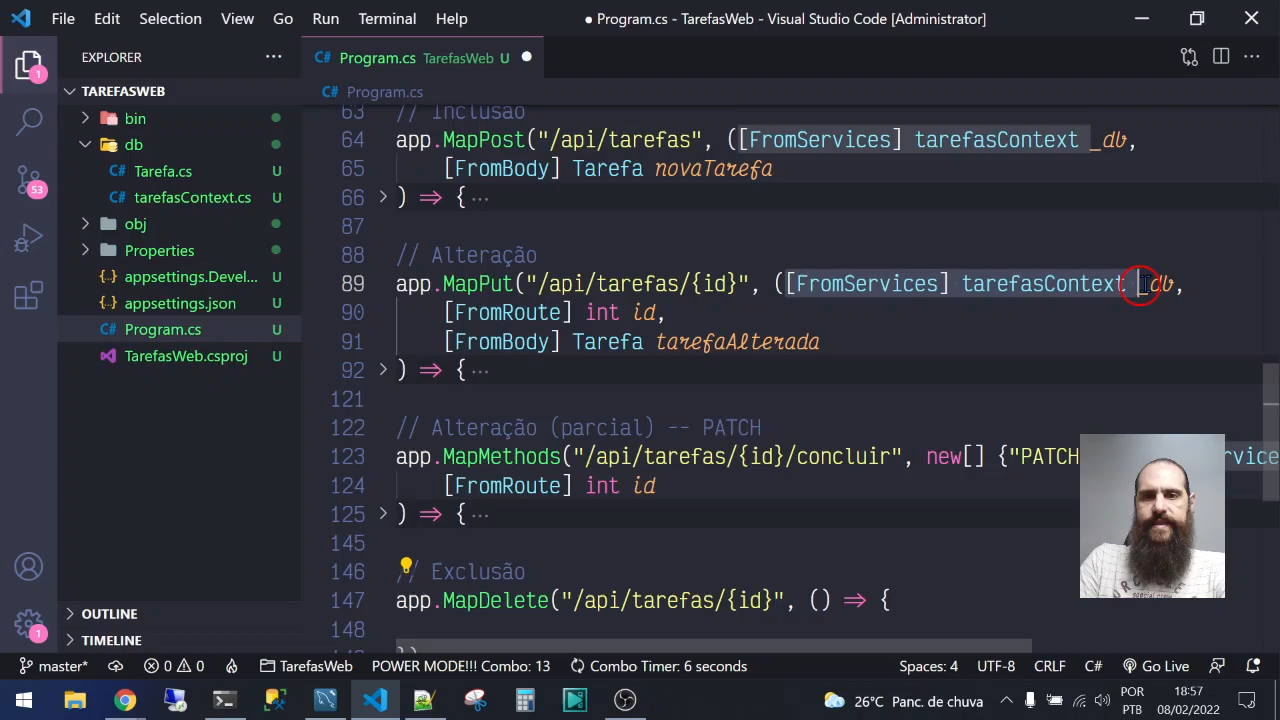 File Edit Selection View Go Run Terminal Help ● Program.cs - TarefasWeb - Visual Studio Code [Administrator]
EXPLORER
C# Program.cs TarefasWeb U
TAREFASWEB
C# Program.cs
bin
db
C# Tarefa.cs U
C# tarefasContext.cs U
obj
Properties
{} appsettings.Devel... U
{} appsettings.json U
C# Program.cs U
TarefasWeb.csproj U
OUTLINE
TIMELINE
1
53
1
63 // Inclusão
64 app.MapPost("/api/tarefas", ([FromServices] tarefasContext _db,
65 [FromBody] Tarefa novaTarefa
66 ) => { ...
87
88 // Alteração
89 app.MapPut("/api/tarefas/{id}", ([FromServices] tarefasContext _db,
90 [FromRoute] int id,
91 [FromBody] Tarefa tarefaAlterada
92 ) => { ...
121
122 // Alteração (parcial) -- PATCH
123 app.MapMethods("/api/tarefas/{id}/concluir", new[] {"PATCH
124 [FromRoute] int id
125 ) => { ...
145
146 // Exclusão
147 app.MapDelete("/api/tarefas/{id}", () => {
148
master* 0 0 TarefasWeb POWER MODE!!! Combo: 13 Combo Timer: 6 seconds Spaces: 4 UTF-8 CRLF C# Go Live
26°C Panc. de chuva POR PTB 18:57 08/02/2022